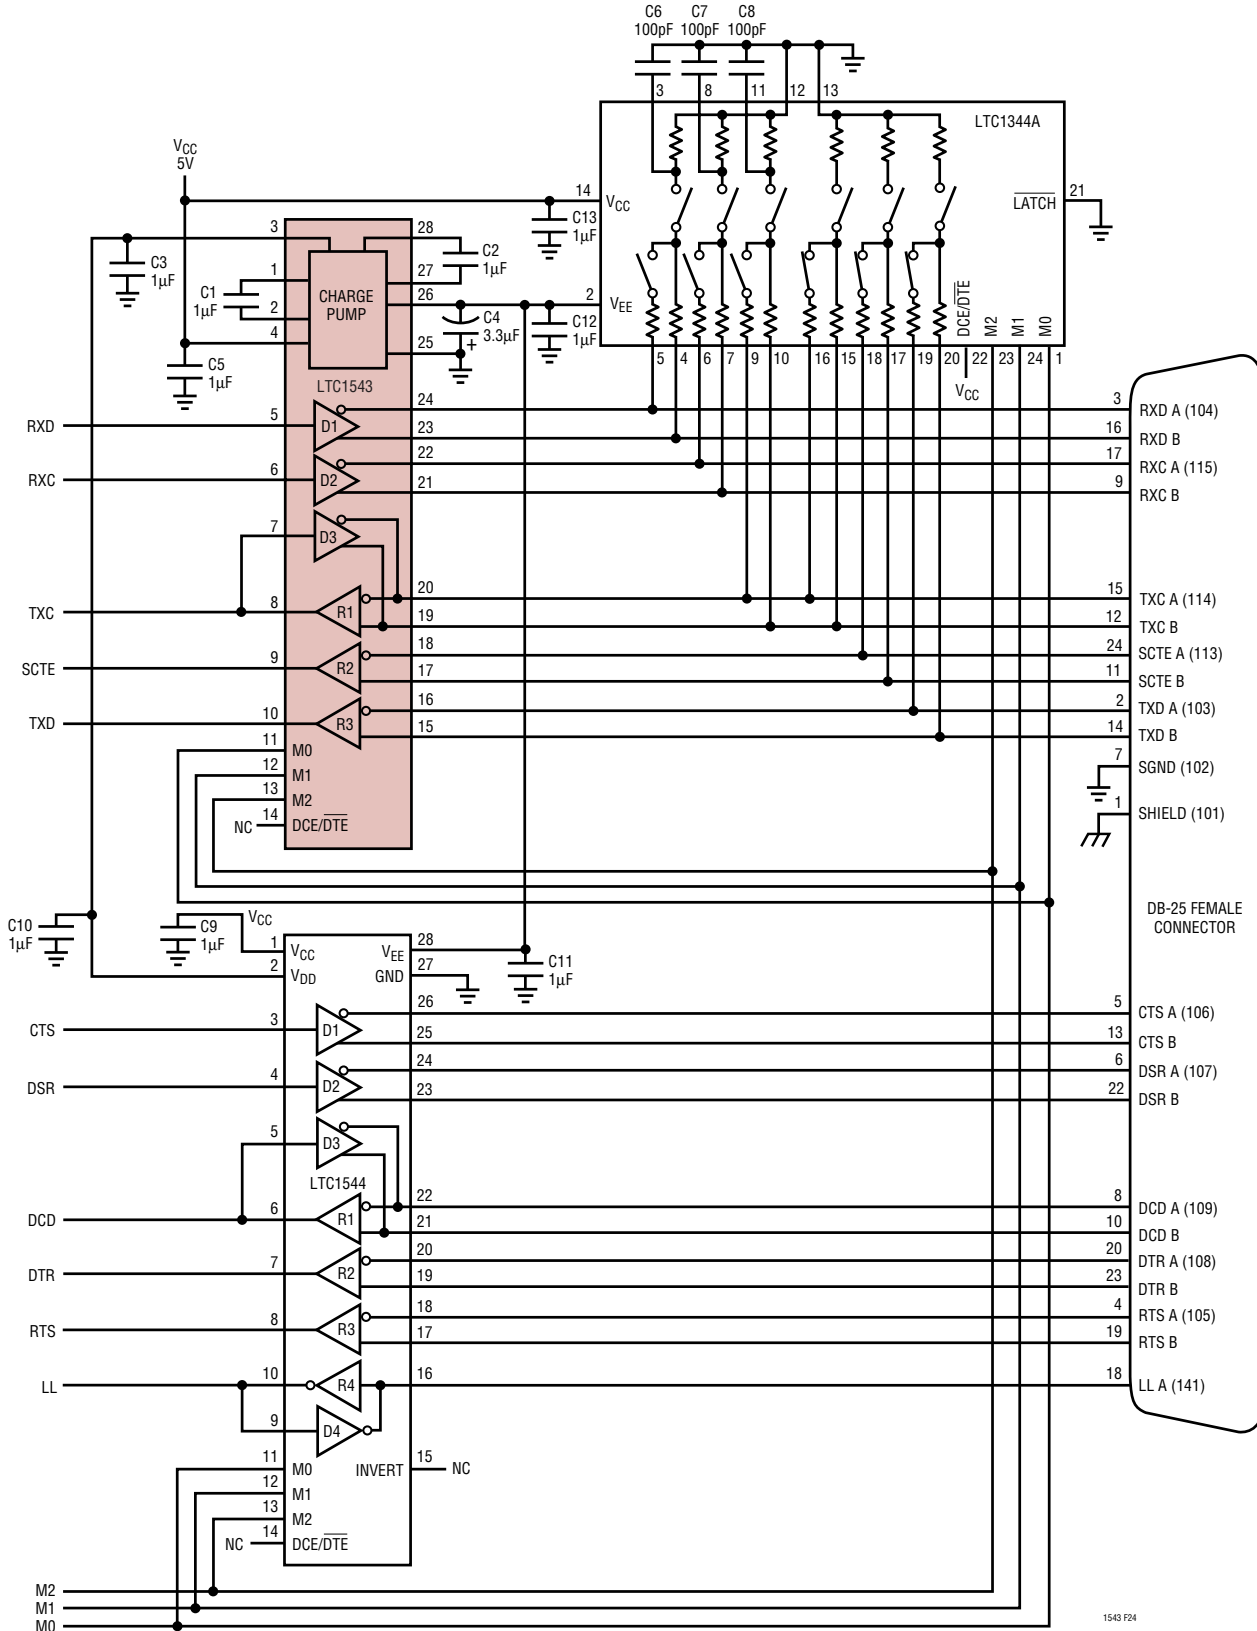 C6 C7 C8
100pF 100pF 100pF
3 8 11 12 13
LTC1344A
VCC
5V
14 VCC
LATCH 21
C13
1µF
3 28
C3
1µF
C2
1µF
1 27
C1
1µF
CHARGE
PUMP
26 2 VEE
2
C4
3.3µF
+
C12
1µF
4 25
DCE/DTE M2 M1 M0
C5
1µF
LTC1543
5 4 6 7 9 10 16 15 18 17 19 20 22 23 24 1
VCC
RXD 5 D1 24 3 RXD A (104)
23 16 RXD B
RXC 6 D2 22 17 RXC A (115)
21 9 RXC B
7 D3
TXC 8 R1 20 15 TXC A (114)
19 12 TXC B
SCTE 9 R2 18 24 SCTE A (113)
17 11 SCTE B
TXD 10 R3 16 2 TXD A (103)
15 14 TXD B
11 M0
7 SGND (102)
12 M1
13 M2
1 SHIELD (101)
NC 14 DCE/DTE
DB-25 FEMALE
CONNECTOR
C10
1µF
C9
1µF
VCC
1 VCC VEE 28
2 VDD GND 27
C11
1µF
CTS 3 D1 26 5 CTS A (106)
25 13 CTS B
DSR 4 D2 24 6 DSR A (107)
23 22 DSR B
5 D3
LTC1544
DCD 6 R1 22 8 DCD A (109)
21 10 DCD B
DTR 7 R2 20 20 DTR A (108)
19 23 DTR B
RTS 8 R3 18 4 RTS A (105)
17 19 RTS B
LL 10 R4 16 18 LL A (141)
9 D4
11 M0 INVERT 15 NC
12 M1
13 M2
NC 14 DCE/DTE
M2
M1
M0
1543 F24